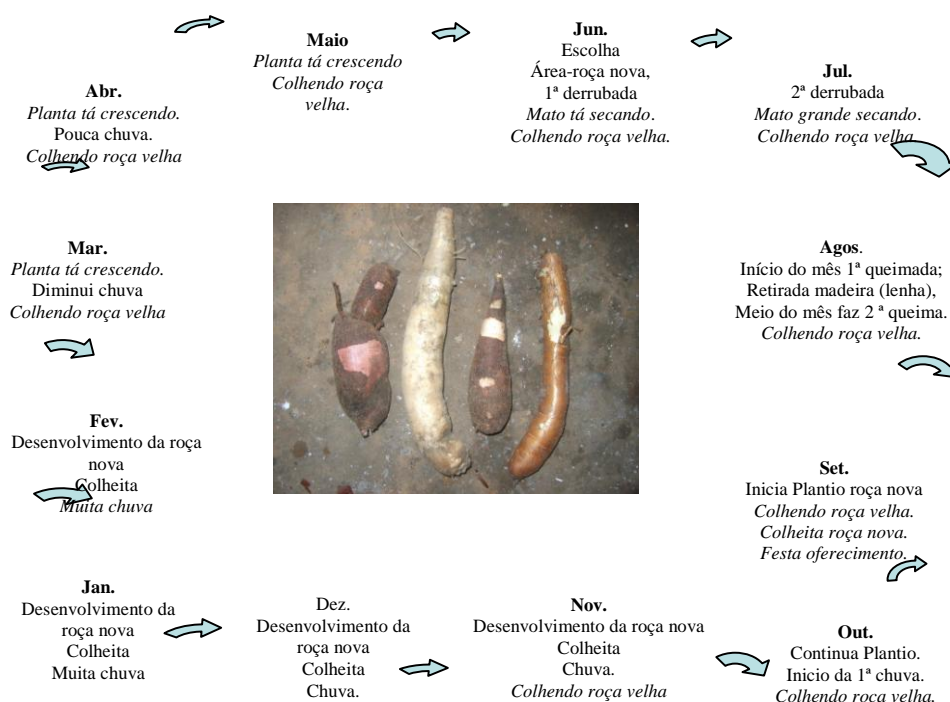 Abr.
Planta tá crescendo.
Pouca chuva.
Colhendo roça velha
Maio
Planta tá crescendo
Colhendo roça
velha.
Jun.
Escolha
Área-roça nova,
1ª derrubada
Mato tá secando.
Colhendo roça velha.
Jul.
2ª derrubada
Mato grande secando.
Colhendo roça velha
Agos.
Início do mês 1ª queimada;
Retirada madeira (lenha),
Meio do mês faz 2 ª queima.
Colhendo roça velha.
Set.
Inicia Plantio roça nova
Colhendo roça velha.
Colheita roça nova.
Festa oferecimento.
Out.
Continua Plantio.
Inicio da 1ª chuva.
Colhendo roça velha.
Nov.
Desenvolvimento da roça nova
Colheita
Chuva.
Colhendo roça velha
Dez.
Desenvolvimento da
roça nova
Colheita
Chuva.
Jan.
Desenvolvimento da
roça nova
Colheita
Muita chuva
Fev.
Desenvolvimento da roça
nova
Colheita
Muita chuva
Mar.
Planta tá crescendo.
Diminui chuva
Colhendo roça velha